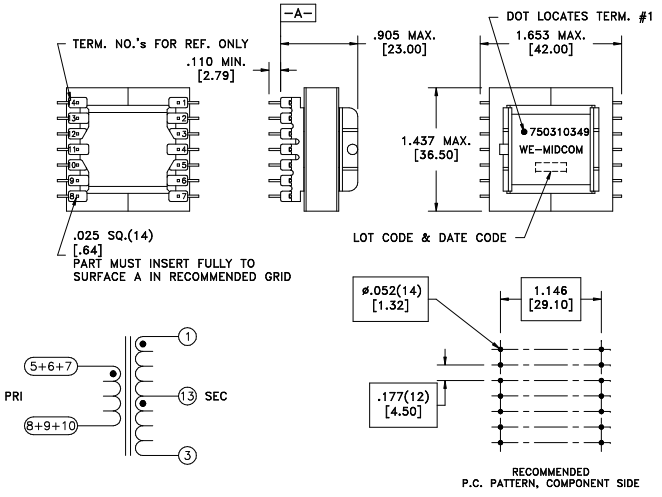 -A-
DOT LOCATES TERM. #1
TERM. NO.'s FOR REF. ONLY
.905 MAX.
[23.00]
1.653 MAX.
[42.00]
.110 MIN.
[2.79]
4
1
3
2
2
3
1
4
10
5
9
6
8
7
1.437 MAX.
[36.50]
750310349
WE-MIDCOM
.025 SQ.(14)
[.64]
PART MUST INSERT FULLY TO
SURFACE A IN RECOMMENDED GRID
LOT CODE & DATE CODE
ø.052(14)
[1.32]
1.146
[29.10]
.177(12)
[4.50]
PRI
5+6+7
8+9+10
1
13
SEC
3
RECOMMENDED
P.C. PATTERN, COMPONENT SIDE